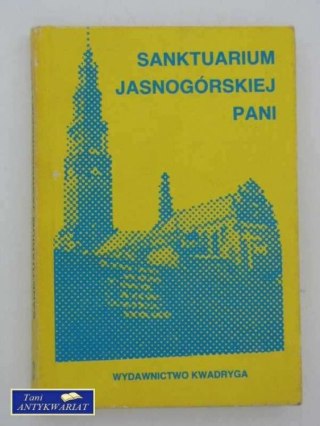 SANKTUARIUM
JASNOGÓRSKIEJ
PANI
WYDAWNICTWO KWADRYGA
Tani
ANTYKWARIAT